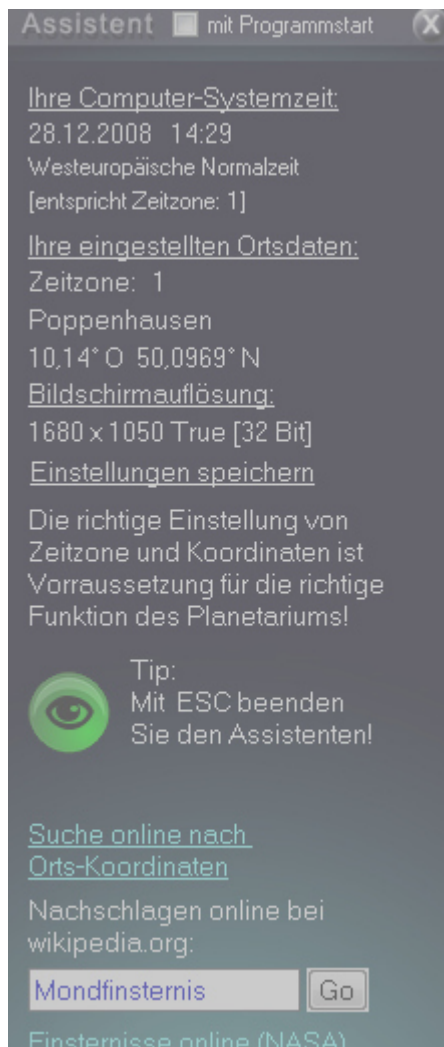 Assistent mit Programmstart X
Ihre Computer-Systemzeit:
28.12.2008 14:29
Westeuropäische Normalzeit
[entspricht Zeitzone: 1]
Ihre eingestellten Ortsdaten:
Zeitzone: 1
Poppenhausen
10,14° O 50,0969° N
Bildschirmauflösung:
1680 x 1050 True [32 Bit]
Einstellungen speichern
Die richtige Einstellung von
Zeitzone und Koordinaten ist
Vorraussetzung für die richtige
Funktion des Planetariums!
Tip:
Mit ESC beenden
Sie den Assistenten!
Suche online nach
Orts-Koordinaten
Nachschlagen online bei
wikipedia.org:
Mondfinsternis Go
Finsternisse online (NASA)